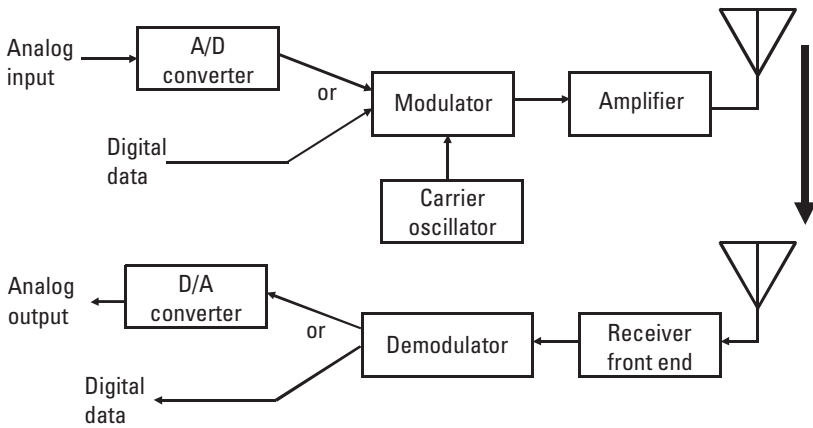 Analog
input
A/D
converter
or
Digital
data
Modulator
Amplifier
Carrier
oscillator
Analog
output
D/A
converter
or
Digital
data
Demodulator
Receiver
front end